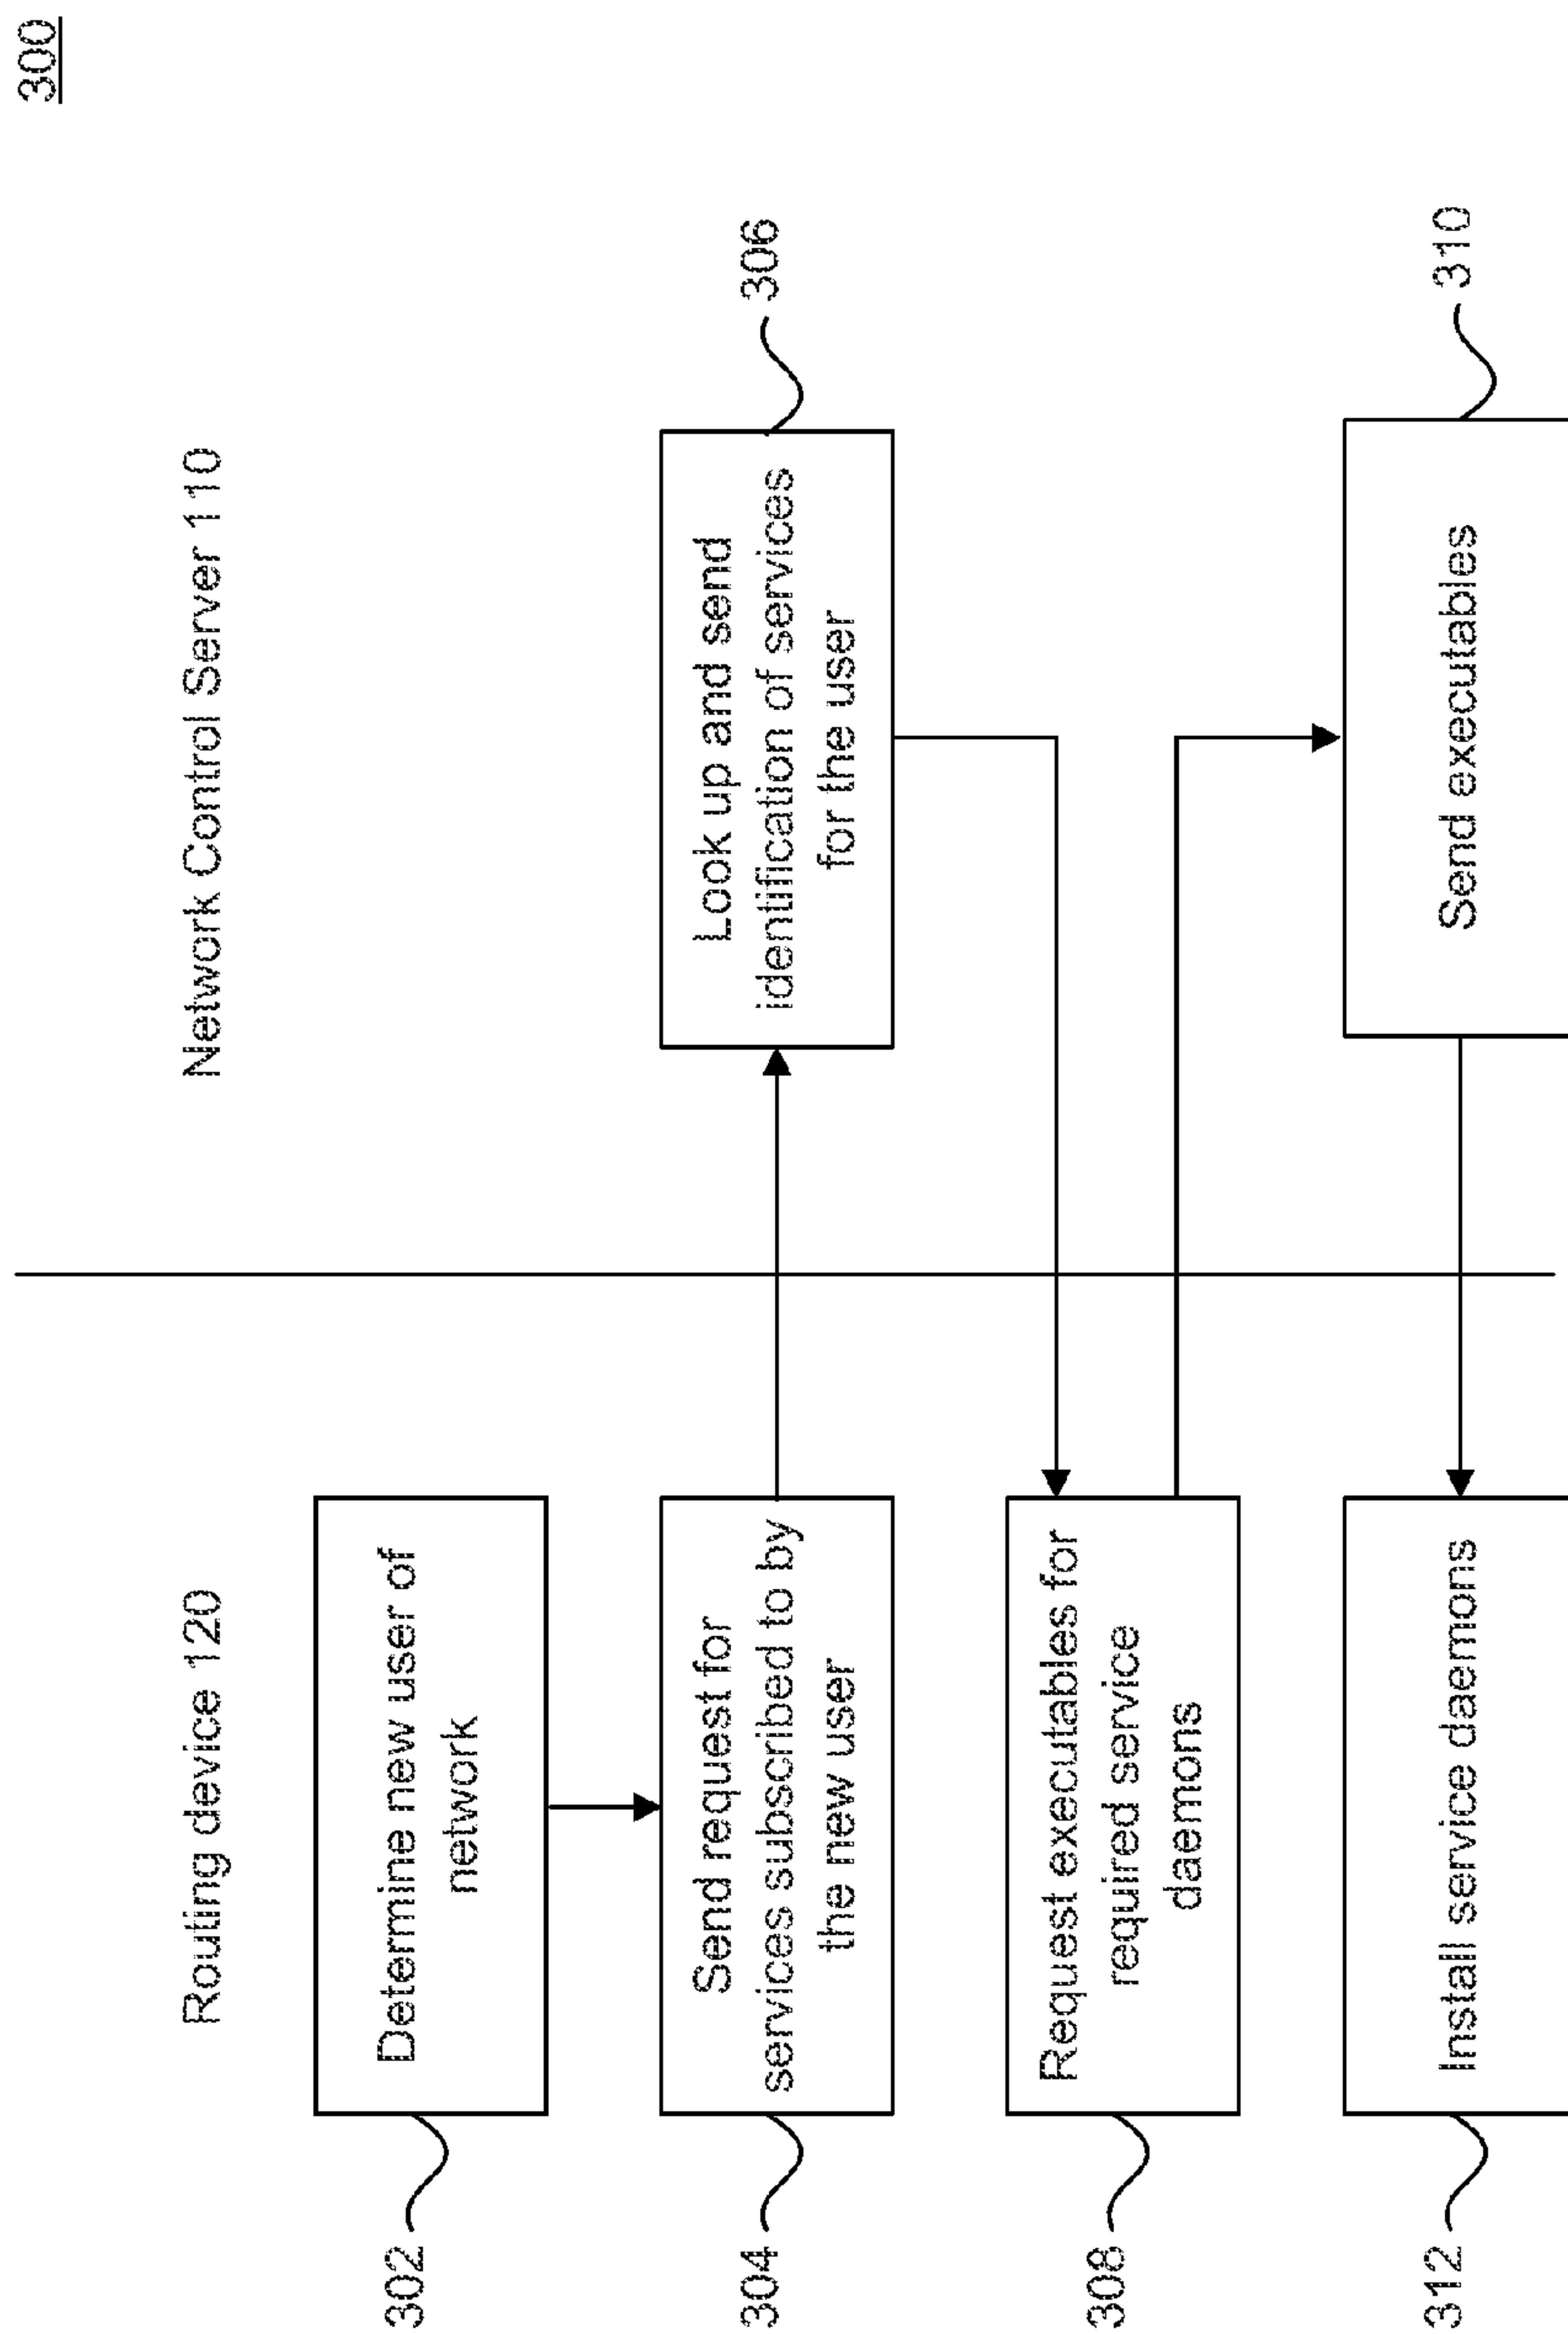 300
Routing device 120
Network Control Server 110
302
Determine new user of
network
304
Send request for
services subscribed to by
the new user
Look up and send
identification of services
for the user
306
308
Request executables for
required service
daemons
Send executables
310
312
Install service daemons